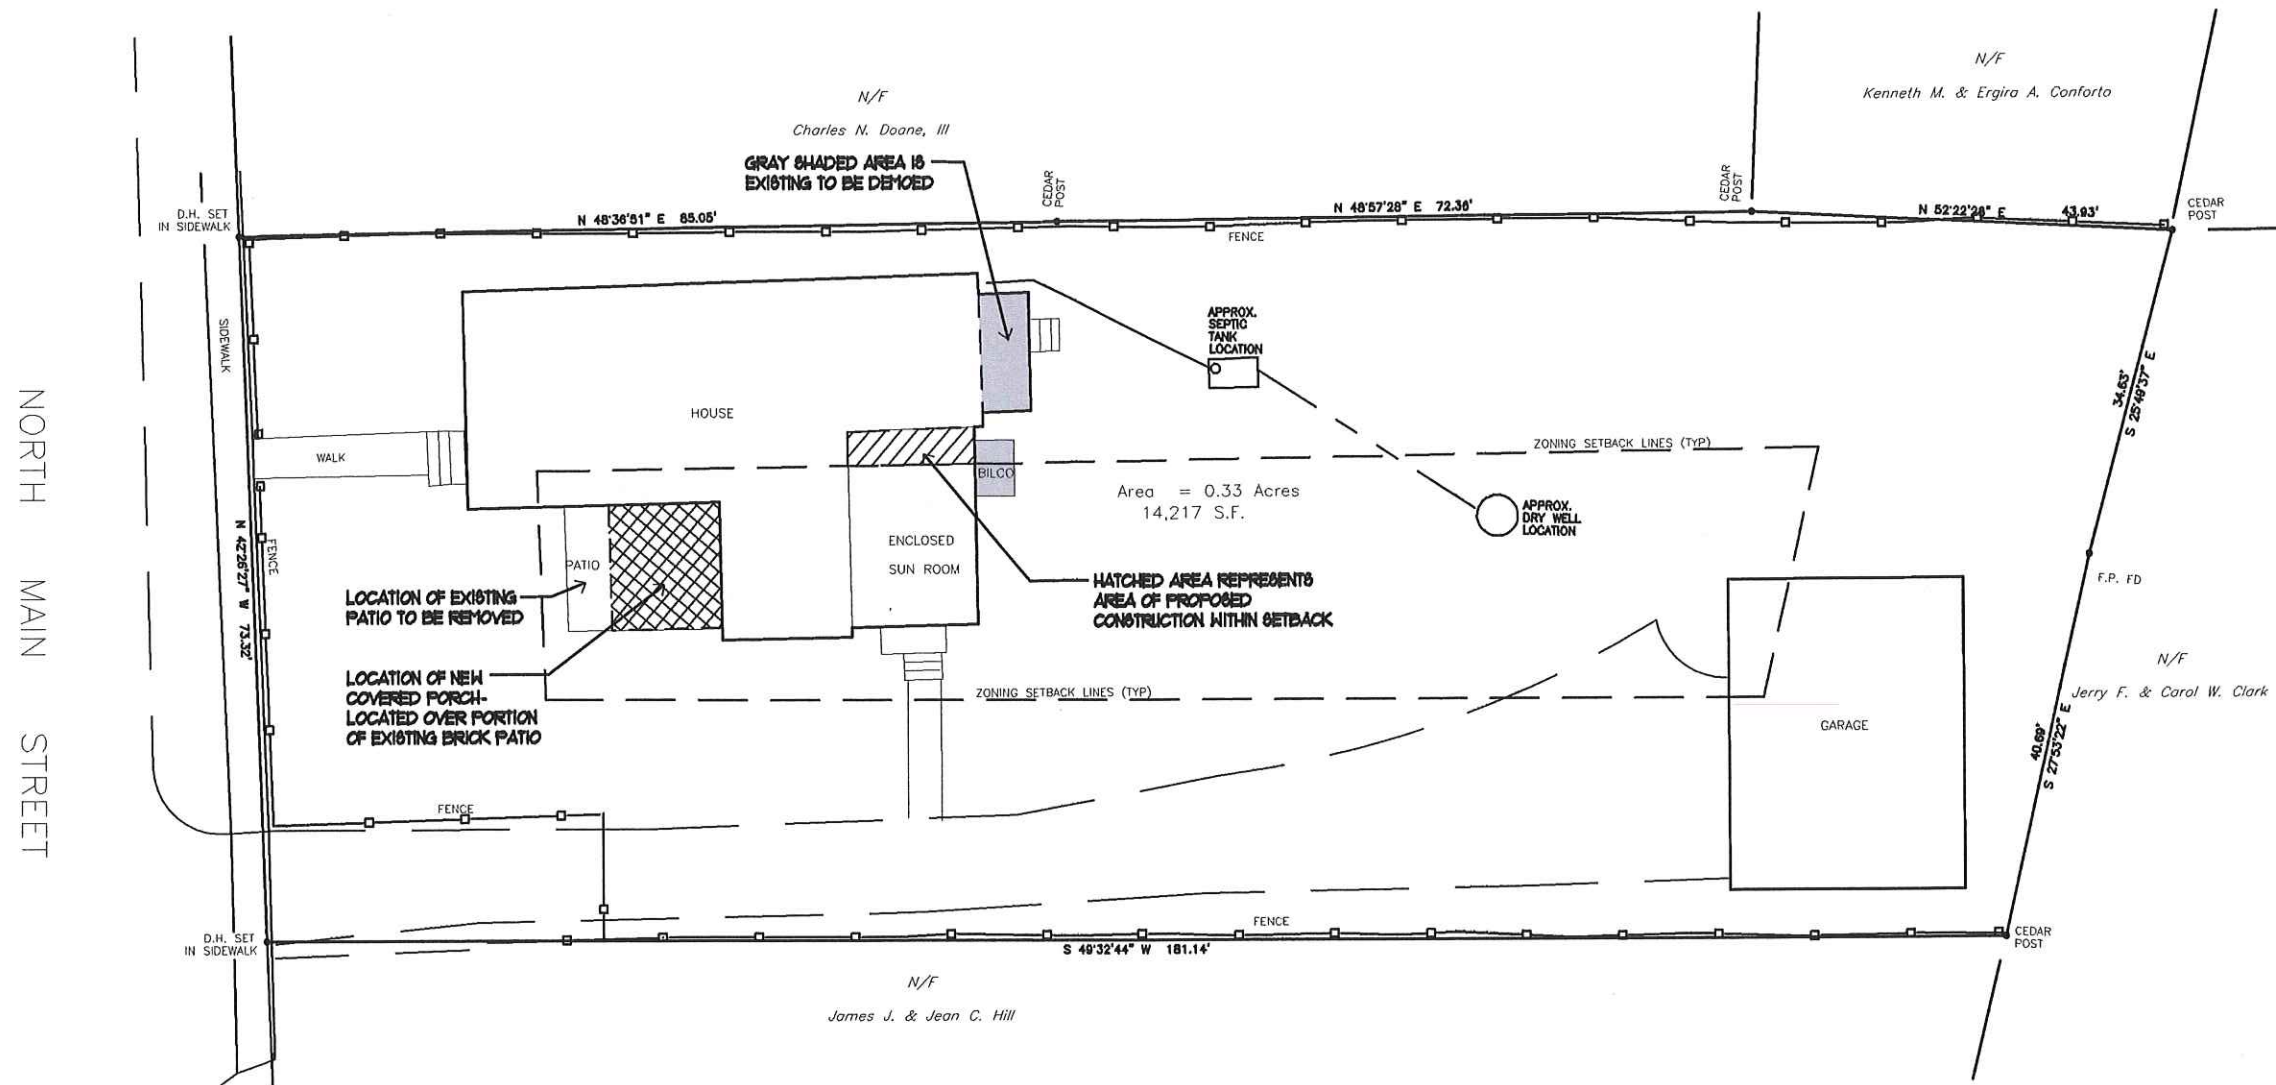 N/F
Kenneth M. & Ergira A. Conforto
N/F
Charles N. Doane, III
GRAY SHADED AREA IS
EXISTING TO BE DEMOED
CEDAR
POST
CEDAR
POST
CEDAR
POST
D.H. SET
IN SIDEWALK
N 48°36'51" E 85.05'
N 48°57'28" E 72.36'
N 52°22'28" E 43.93'
FENCE
SIDEWALK
APPROX.
SEPTIC
TANK
LOCATION
34.63'
S 25°49'37" E
HOUSE
WALK
ZONING SETBACK LINES (TYP)
BILCO
Area = 0.33 Acres
14,217 S.F.
APPROX.
DRY WELL
LOCATION
NORTH MAIN STREET
N 42°26'27" W 73.32'
FENCE
PATIO
ENCLOSED
SUN ROOM
HATCHED AREA REPRESENTS
AREA OF PROPOSED
CONSTRUCTION WITHIN SETBACK
F.P. FD
LOCATION OF EXISTING
PATIO TO BE REMOVED
LOCATION OF NEW
COVERED PORCH-
LOCATED OVER PORTION
OF EXISTING BRICK PATIO
ZONING SETBACK LINES (TYP)
N/F
Jerry F. & Carol W. Clark
GARAGE
40.69'
S 27°53'22" E
FENCE
FENCE
D.H. SET
IN SIDEWALK
S 49°32'44" W 181.14'
CEDAR
POST
N/F
James J. & Jean C. Hill